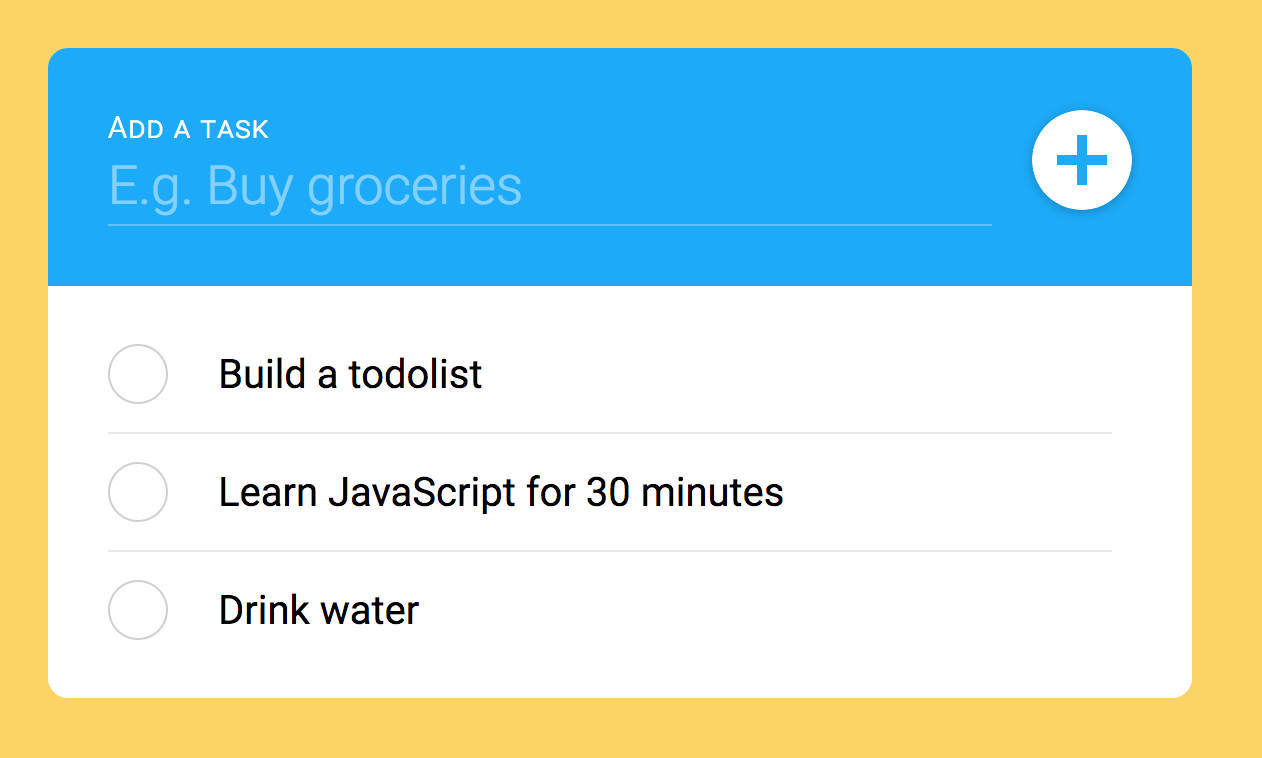 Add a task
E.g. Buy groceries
Build a todolist
Learn JavaScript for 30 minutes
Drink water